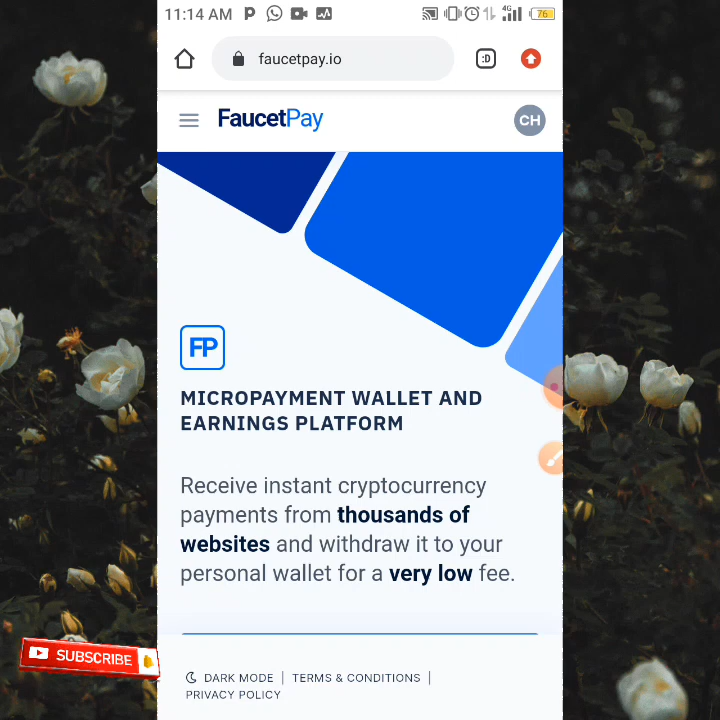 11:14 AM
4G
76
faucetpay.io
:D
FaucetPay
CH
FP
MICROPAYMENT WALLET AND
EARNINGS PLATFORM
Receive instant cryptocurrency
payments from thousands of
websites and withdraw it to your
personal wallet for a very low fee.
SUBSCRIBE
DARK MODE | TERMS & CONDITIONS |
PRIVACY POLICY